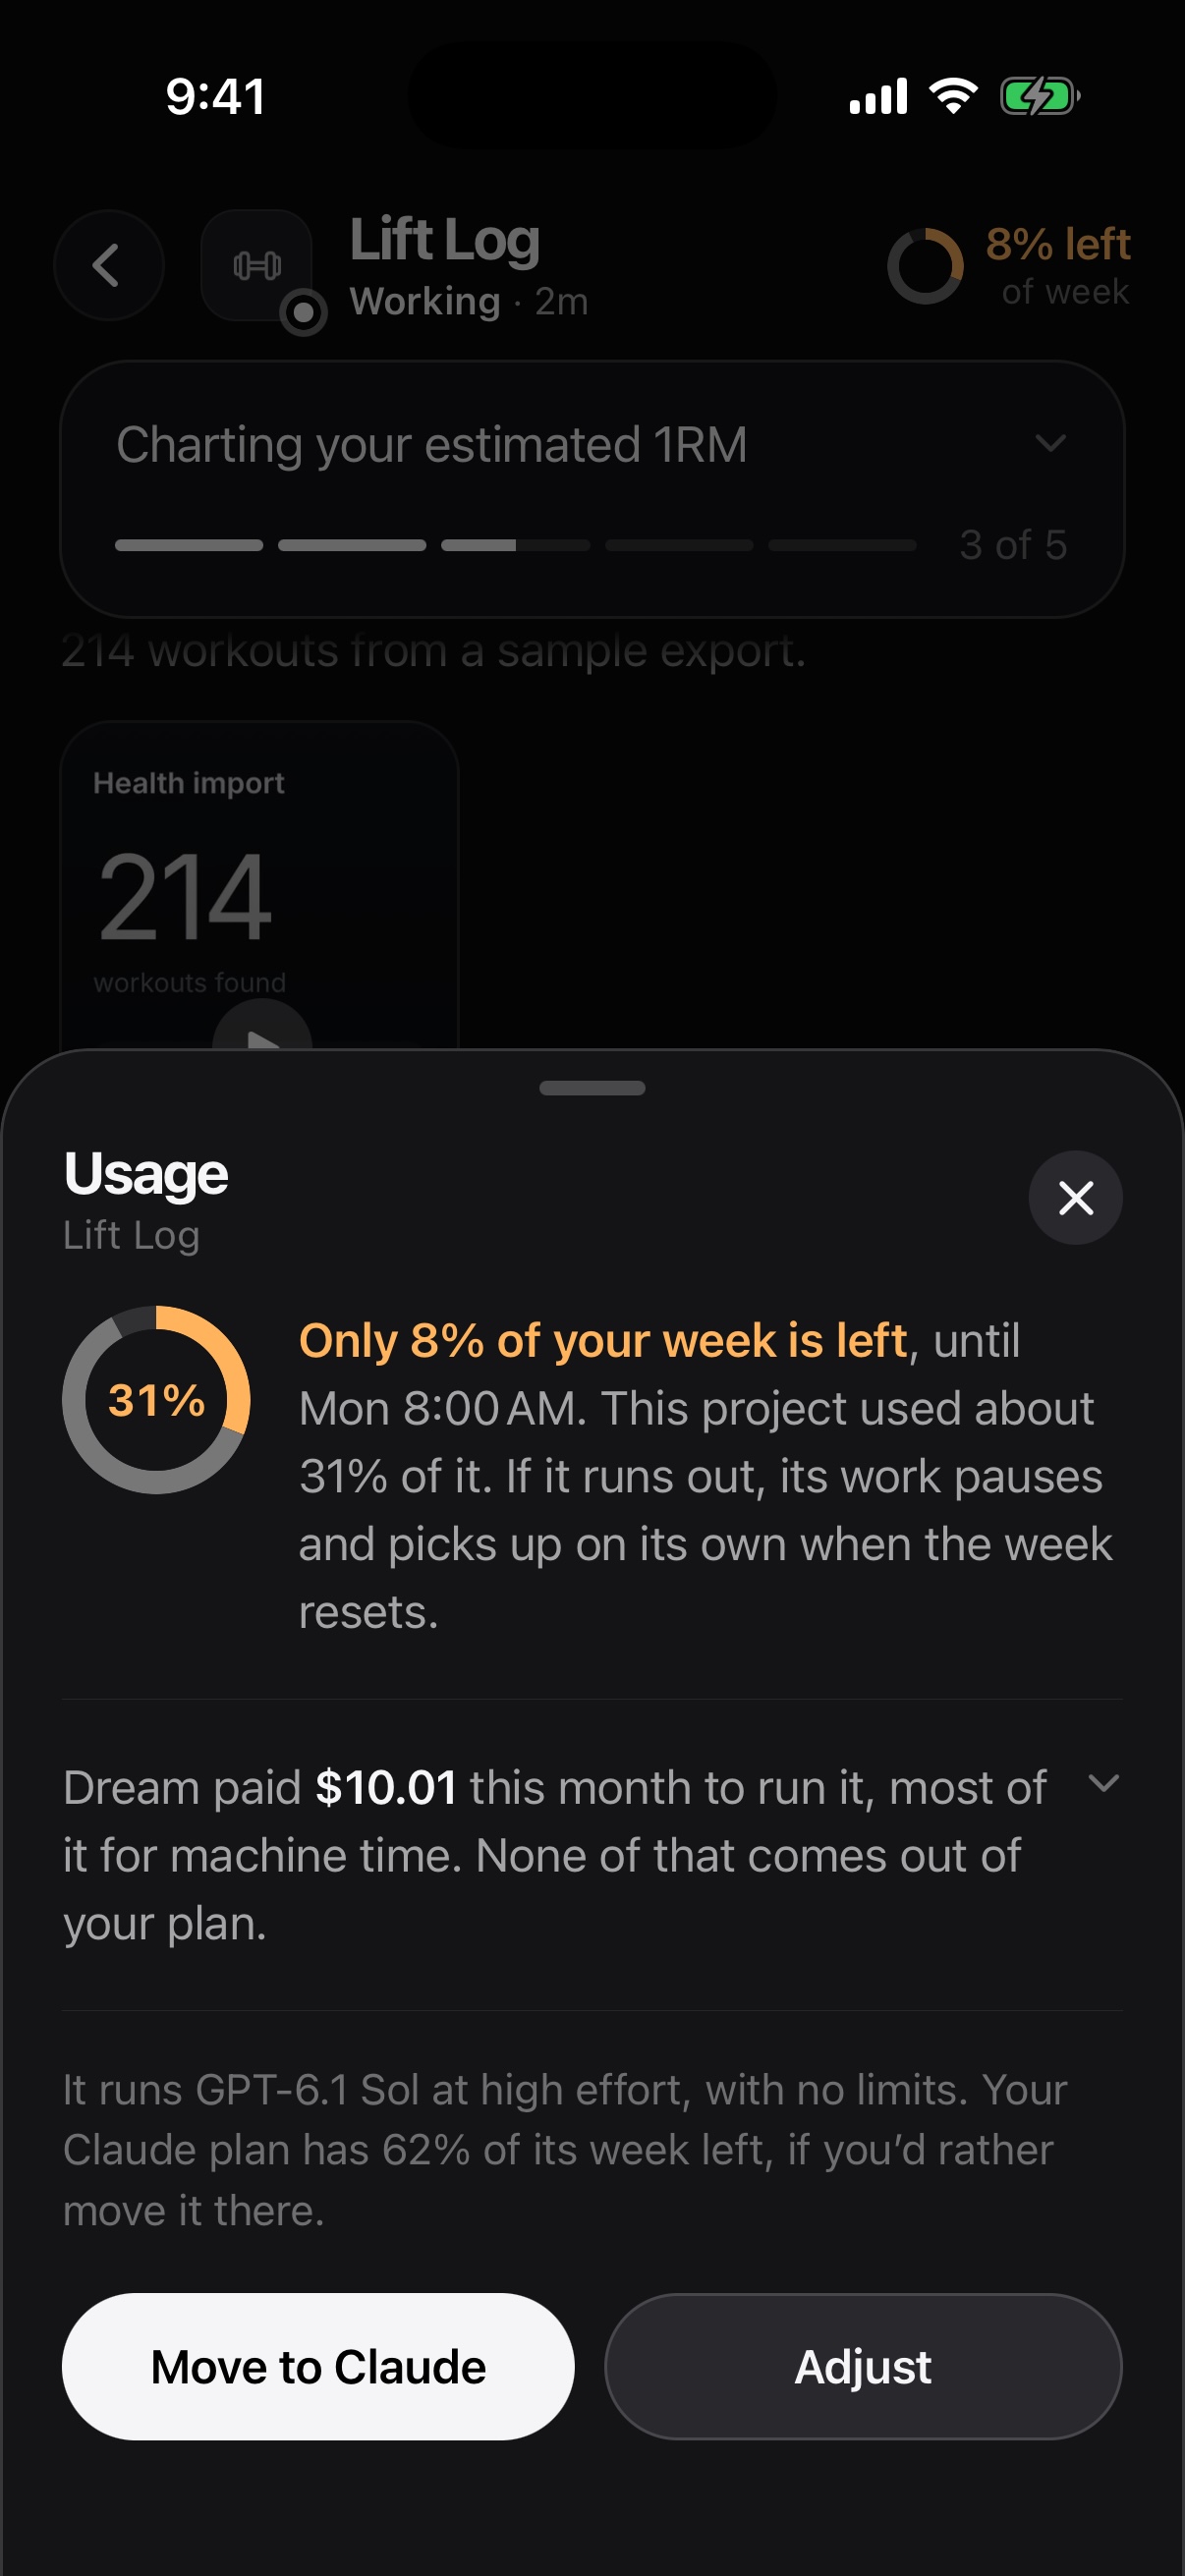 9:41
Lift Log
Working · 2m
8% left
of week
Charting your estimated 1RM
3 of 5
214 workouts from a sample export.
Health import
214
workouts found
Usage
Lift Log
31%
Only 8% of your week is left, until
Mon 8:00 AM. This project used about
31% of it. If it runs out, its work pauses
and picks up on its own when the week
resets.
Dream paid $10.01 this month to run it, most of
it for machine time. None of that comes out of
your plan.
It runs GPT-6.1 Sol at high effort, with no limits. Your
Claude plan has 62% of its week left, if you’d rather
move it there.
Move to Claude
Adjust